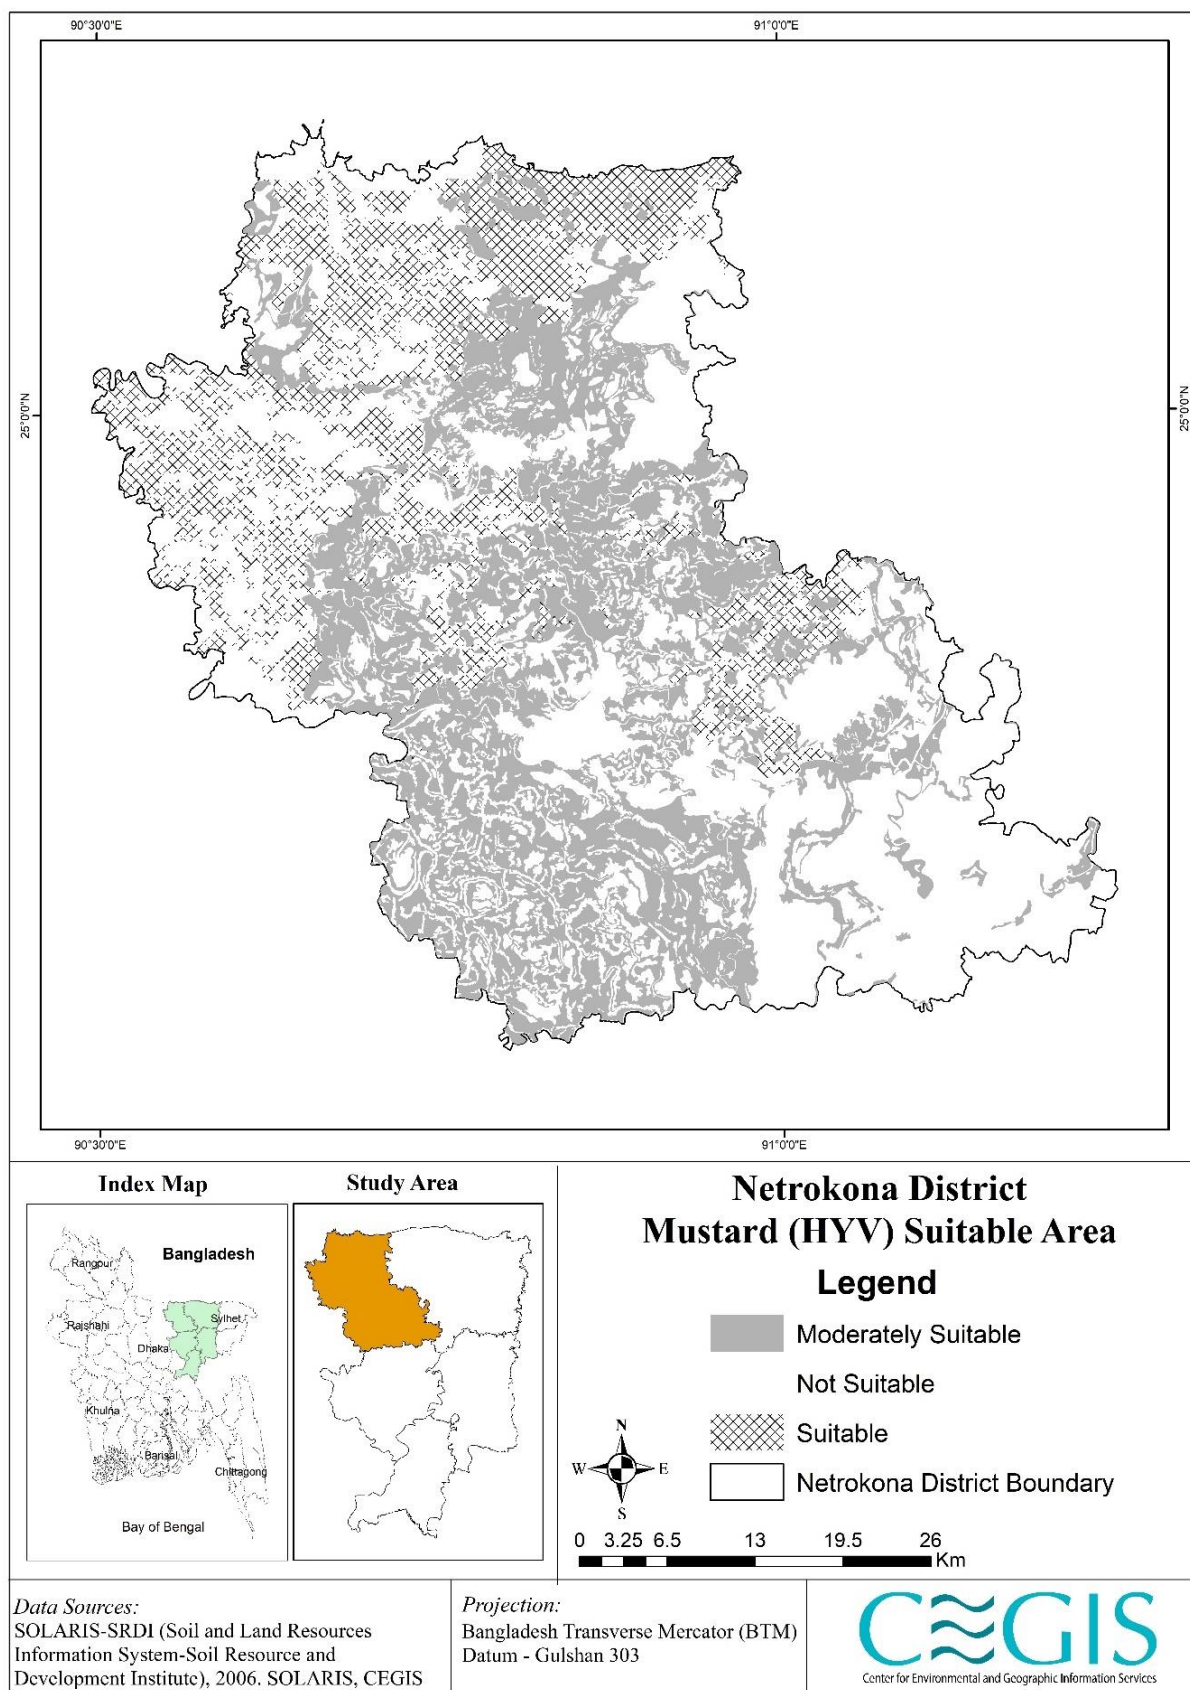 90°30'0"E
91°0'0"E
25°0'0"N
25°0'0"N
90°30'0"E
91°0'0"E
Index Map
Study Area
Bangladesh
Rangpur
Rajshahi
Sylhet
Dhaka
Khulna
Barisal
Chittagong
Bay of Bengal
Netrokona District
Mustard (HYV) Suitable Area
Legend
Moderately Suitable
Not Suitable
Suitable
Netrokona District Boundary
N
W
E
S
0 3.25 6.5 13 19.5 26
Km
Data Sources:
SOLARIS-SRDI (Soil and Land Resources
Information System-Soil Resource and
Development Institute), 2006. SOLARIS, CEGIS
Projection:
Bangladesh Transverse Mercator (BTM)
Datum - Gulshan 303
CEGIS
Center for Environmental and Geographic Information Services